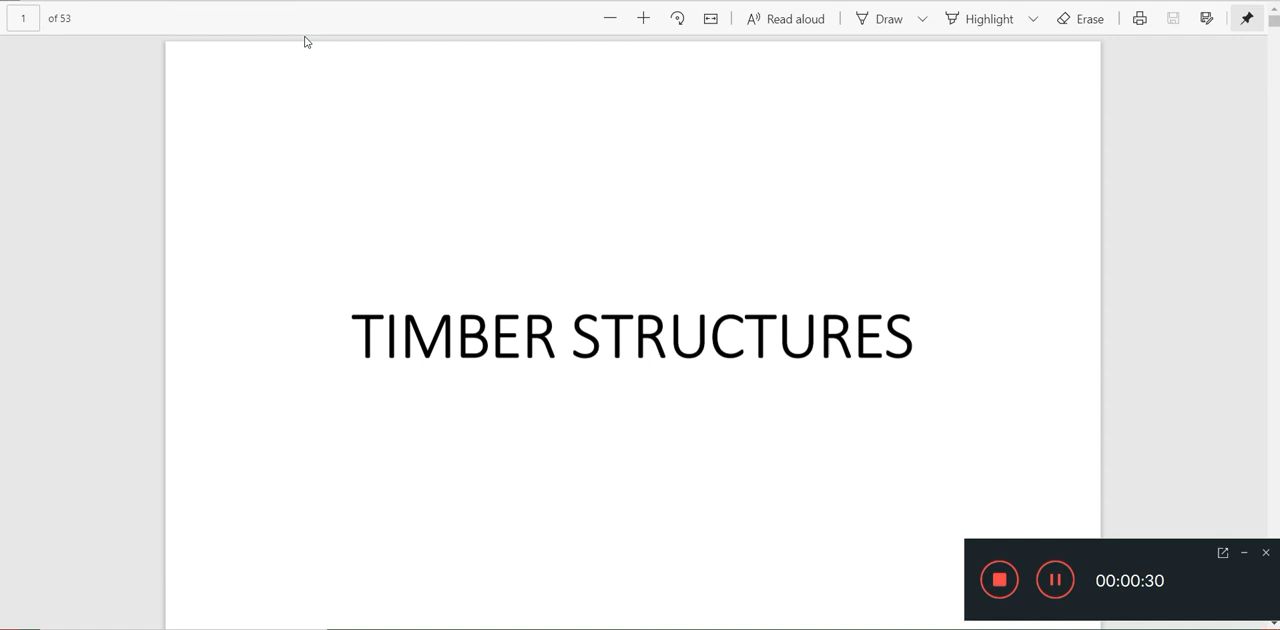 1 of 53 Read aloud Draw Highlight Erase
TIMBER STRUCTURES
00:00:30